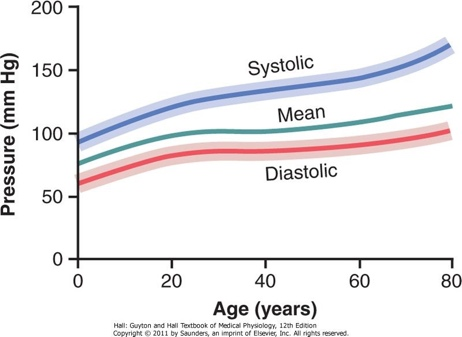 200
150
100
50
0
Pressure (mm Hg)
Systolic
Mean
Diastolic
0 20 40 60 80
Age (years)
Hall: Guyton and Hall Textbook of Medical Physiology, 12th Edition
Copyright © 2011 by Saunders, an imprint of Elsevier, Inc. All rights reserved.